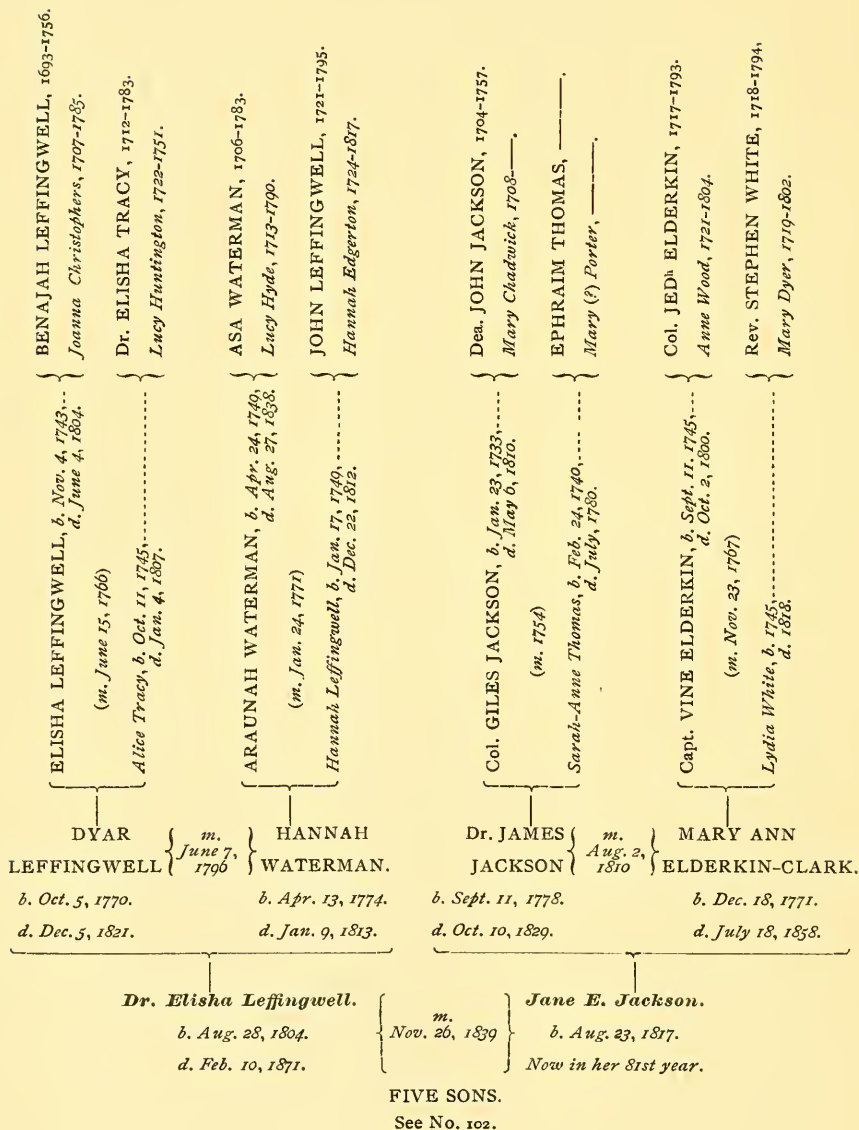 BENAJAH LEFFINGWELL, 1693-1756.
Joanna Christophers, 1707-1785.
Dr. ELISHA TRACY, 1712-1783.
Lucy Huntington, 1722-1751.
ASA WATERMAN, 1706-1783.
Lucy Hyde, 1713-1790.
JOHN LEFFINGWELL, 1721-1795.
Hannah Edgerton, 1724-1817.
Dea. JOHN JACKSON, 1704-1757.
Mary Chadwick, 1708——.
EPHRAIM THOMAS, ———.
Mary (?) Porter, ———.
Col. JEDʰ ELDERKIN, 1717-1793.
Anne Wood, 1721-1804.
Rev. STEPHEN WHITE, 1718-1794,
Mary Dyer, 1719-1802.
ELISHA LEFFINGWELL, b. Nov. 4, 1743,
d. June 4, 1804.
(m. June 15, 1766)
Alice Tracy, b. Oct. 11, 1745,
d. Jan. 4, 1807.
ARAUNAH WATERMAN, b. Apr. 24, 1749,
d. Aug. 27, 1838.
(m. Jan. 24, 1771)
Hannah Leffingwell, b. Jan. 17, 1749,
d. Dec. 22, 1812.
Col. GILES JACKSON, b. Jan. 23, 1733,
d. May 6, 1810.
(m. 1754)
Sarah-Anne Thomas, b. Feb. 24, 1740,
d. July, 1780.
Capt. VINE ELDERKIN, b. Sept. 11. 1745,
d. Oct. 2, 1800.
(m. Nov. 23, 1767)
Lydia White, b. 1745,
d. 1818.
DYAR
LEFFINGWELL
m.
June 7,
1796
HANNAH
WATERMAN.
b. Oct. 5, 1770.
d. Dec. 5, 1821.
b. Apr. 13, 1774.
d. Jan. 9, 1813.
Dr. JAMES
JACKSON
m.
Aug. 2,
1810
MARY ANN
ELDERKIN-CLARK.
b. Sept. 11, 1778.
d. Oct. 10, 1829.
b. Dec. 18, 1771.
d. July 18, 1858.
Dr. Elisha Leffingwell.
b. Aug. 28, 1804.
d. Feb. 10, 1871.
m.
Nov. 26, 1839
Jane E. Jackson.
b. Aug. 23, 1817.
Now in her 81st year.
FIVE SONS.
See No. 102.